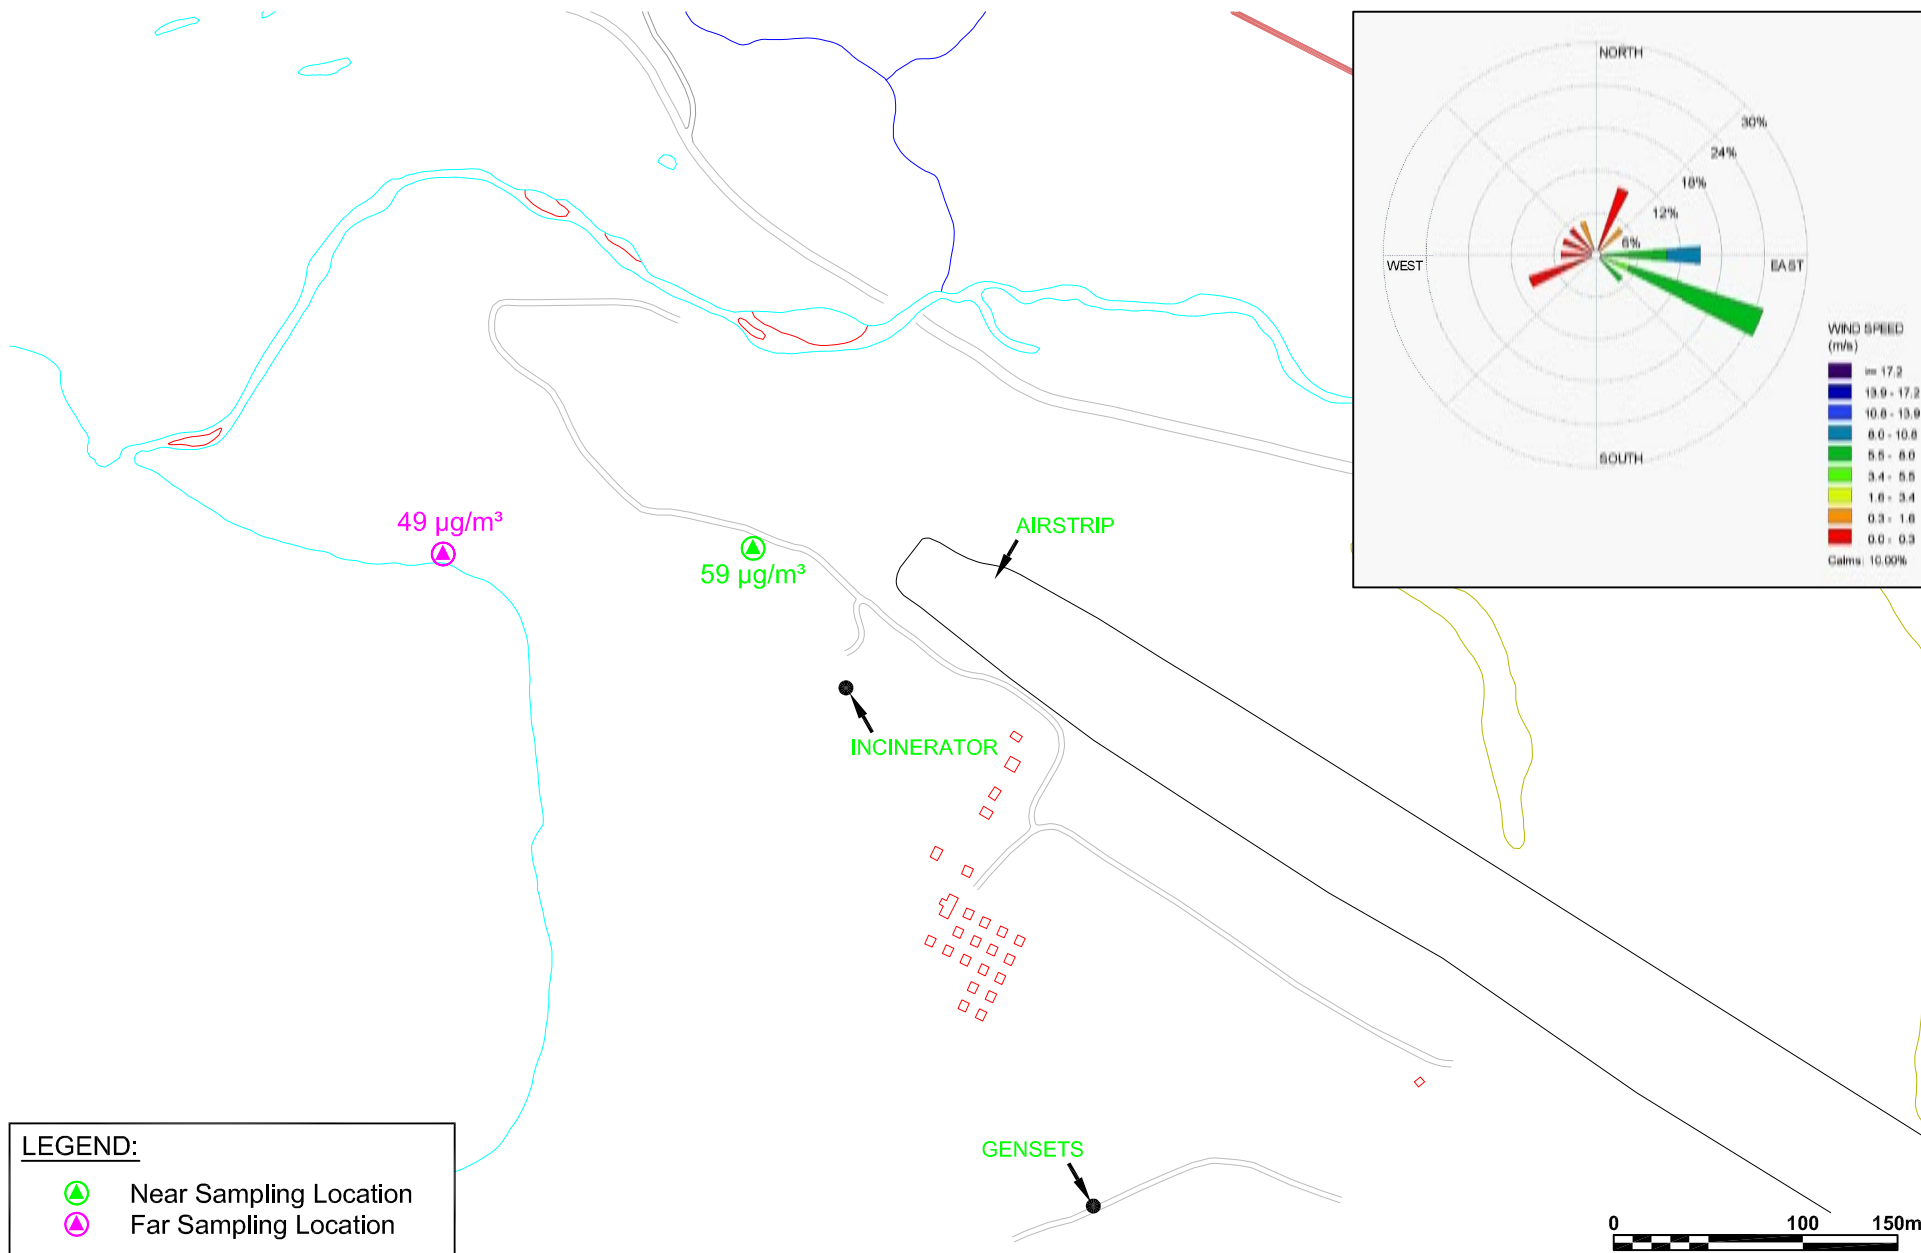 NORTH
30%
24%
18%
12%
6%
WEST
EAST
SOUTH
WIND SPEED
(m/s)
>= 17.2
13.9 - 17.2
10.8 - 13.9
8.0 - 10.8
5.5 - 8.0
3.4 - 5.5
1.6 - 3.4
0.3 - 1.6
0.0 - 0.3
Calms: 10.00%
49 µg/m³
59 µg/m³
AIRSTRIP
INCINERATOR
GENSETS
LEGEND:
Near Sampling Location
Far Sampling Location
0 100 150m